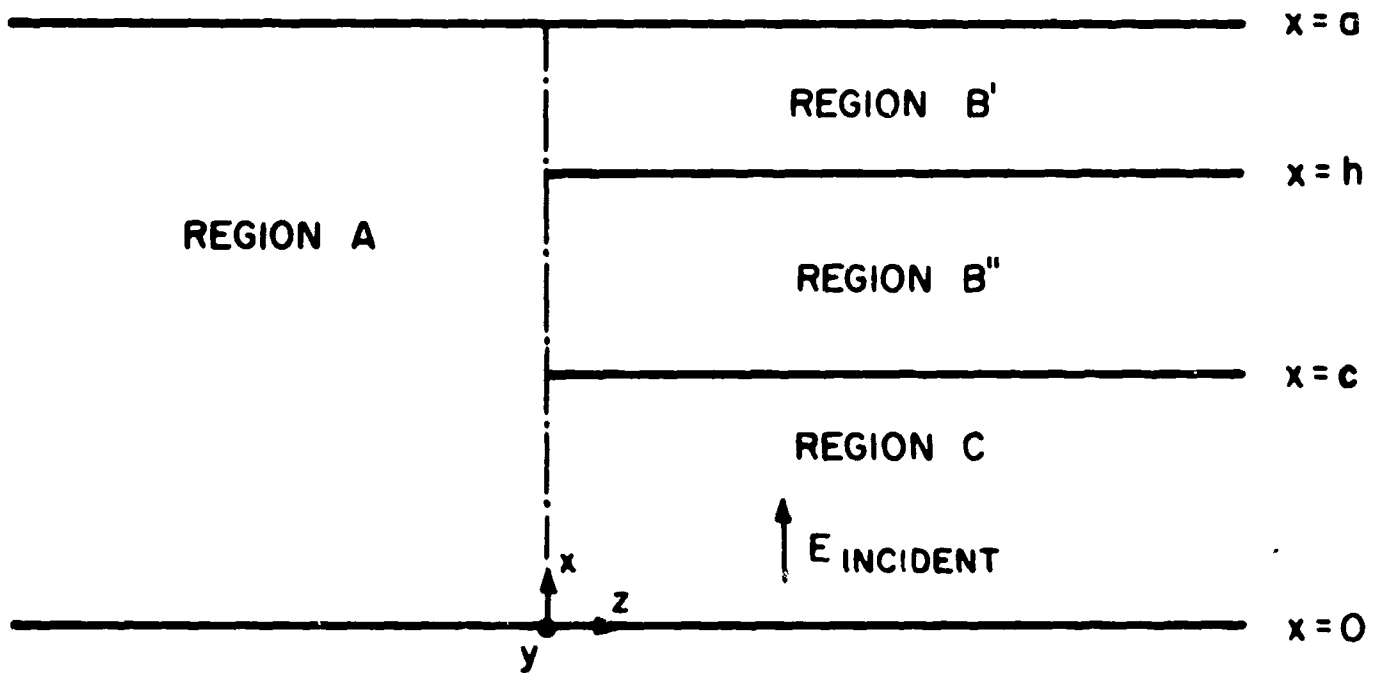 x = a
REGION B'
x = h
REGION A
REGION B"
x = c
REGION C
E INCIDENT
x
z
y
x = 0